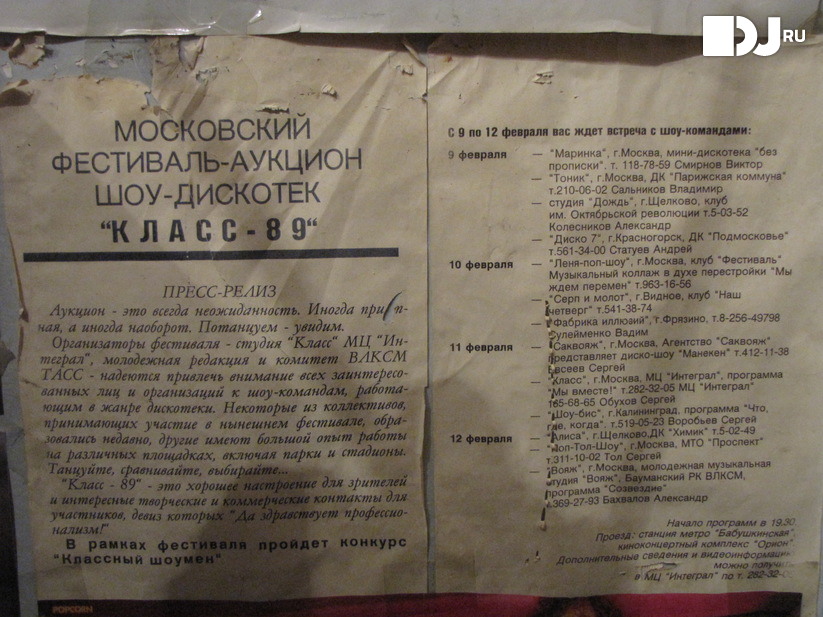 DJ.RU
МОСКОВСКИЙ
ФЕСТИВАЛЬ-АУКЦИОН
ШОУ-ДИСКОТЕК
"КЛАСС-89"
ПРЕСС-РЕЛИЗ
Аукцион - это всегда неожиданность. Иногда прият-
ная, а иногда наоборот. Потанцуем - увидим.
Организаторы фестиваля - студия "Класс" МЦ "Ин-
теграл", молодежная редакция и комитет ВЛКСМ
ТАСС - надеются привлечь внимание всех заинтересо-
ванных лиц и организаций к шоу-командам, работа-
ющим в жанре дискотеки. Некоторые из коллективов,
принимающих участие в нынешнем фестивале, обра-
зовались недавно, другие имеют большой опыт работы
на различных площадках, включая парки и стадионы.
Танцуйте, сравнивайте, выбирайте...
"Класс - 89" - это хорошее настроение для зрителей
и интересные творческие и коммерческие контакты для
участников, девиз которых "Да здравствует профессио-
нализм!"
В рамках фестиваля пройдет конкурс
"Классный шоумен"
С 9 по 12 февраля вас ждет встреча с шоу-командами:
9 февраля — "Маринка", г.Москва, мини-дискотека "без
прописки". т. 118-78-59 Смирнов Виктор
— "Тоник", г.Москва, ДК "Парижская коммуна"
т.210-06-02 Сальников Владимир
— студия "Дождь", г.Щелково, клуб
им. Октябрьской революции т.5-03-52
Колесников Александр
— "Диско 7", г.Красногорск, ДК "Подмосковье"
т.561-34-00 Статуев Андрей
10 февраля — "Леня-поп-шоу", г.Москва, клуб "Фестиваль"
Музыкальный коллаж в духе перестройки "Мы
ждем перемен" т.963-16-56
— "Серп и молот", г.Видное, клуб "Наш
четверг" т.541-38-74
— "Фабрика иллюзий", г.Фрязино, т.8-256-49798
Сулейменко Вадим
11 февраля — "Саквояж", г.Москва, Агентство "Саквояж"
представляет диско-шоу "Манекен" т.412-11-38
Евсеев Сергей
— "Класс", г.Москва, МЦ "Интеграл", программа
"Мы вместе!" т.282-32-05 МЦ "Интеграл"
165-68-65 Обухов Сергей
— "Шоу-бис", г.Калининград, программа "Что,
где, когда". т.519-05-23 Воробьев Сергей
12 февраля — "Алиса", г.Щелково,ДК "Химик" т.5-02-49
— "Поп-Тол-Шоу", г.Москва, МТО "Проспект"
т.311-10-02 Тол Сергей
— "Вояж", г.Москва, молодежная музыкальная
студия "Вояж", Бауманский РК ВЛКСМ,
программа "Созвездие"
т.369-27-93 Бахвалов Александр
Начало программ в 19.30
Проезд: станция метро "Бабушкинская",
киноконцертный комплекс "Орион".
Дополнительные сведения и видеоинформацию
можно получить
в МЦ "Интеграл" по т. 282-32-0
POPCORN